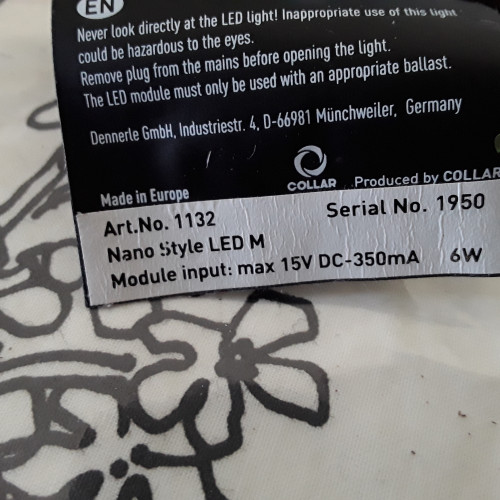 EN
Never look directly at the LED light! Inappropriate use of this light
could be hazardous to the eyes.
Remove plug from the mains before opening the light.
The LED module must only be used with an appropriate ballast.
Dennerle GmbH, Industriestr. 4, D-66981 Münchweiler, Germany
COLLAR Produced by COLLAR
Made in Europe
Art.No. 1132 Serial No. 1950
Nano Style LED M
Module input: max 15V DC-350mA 6W